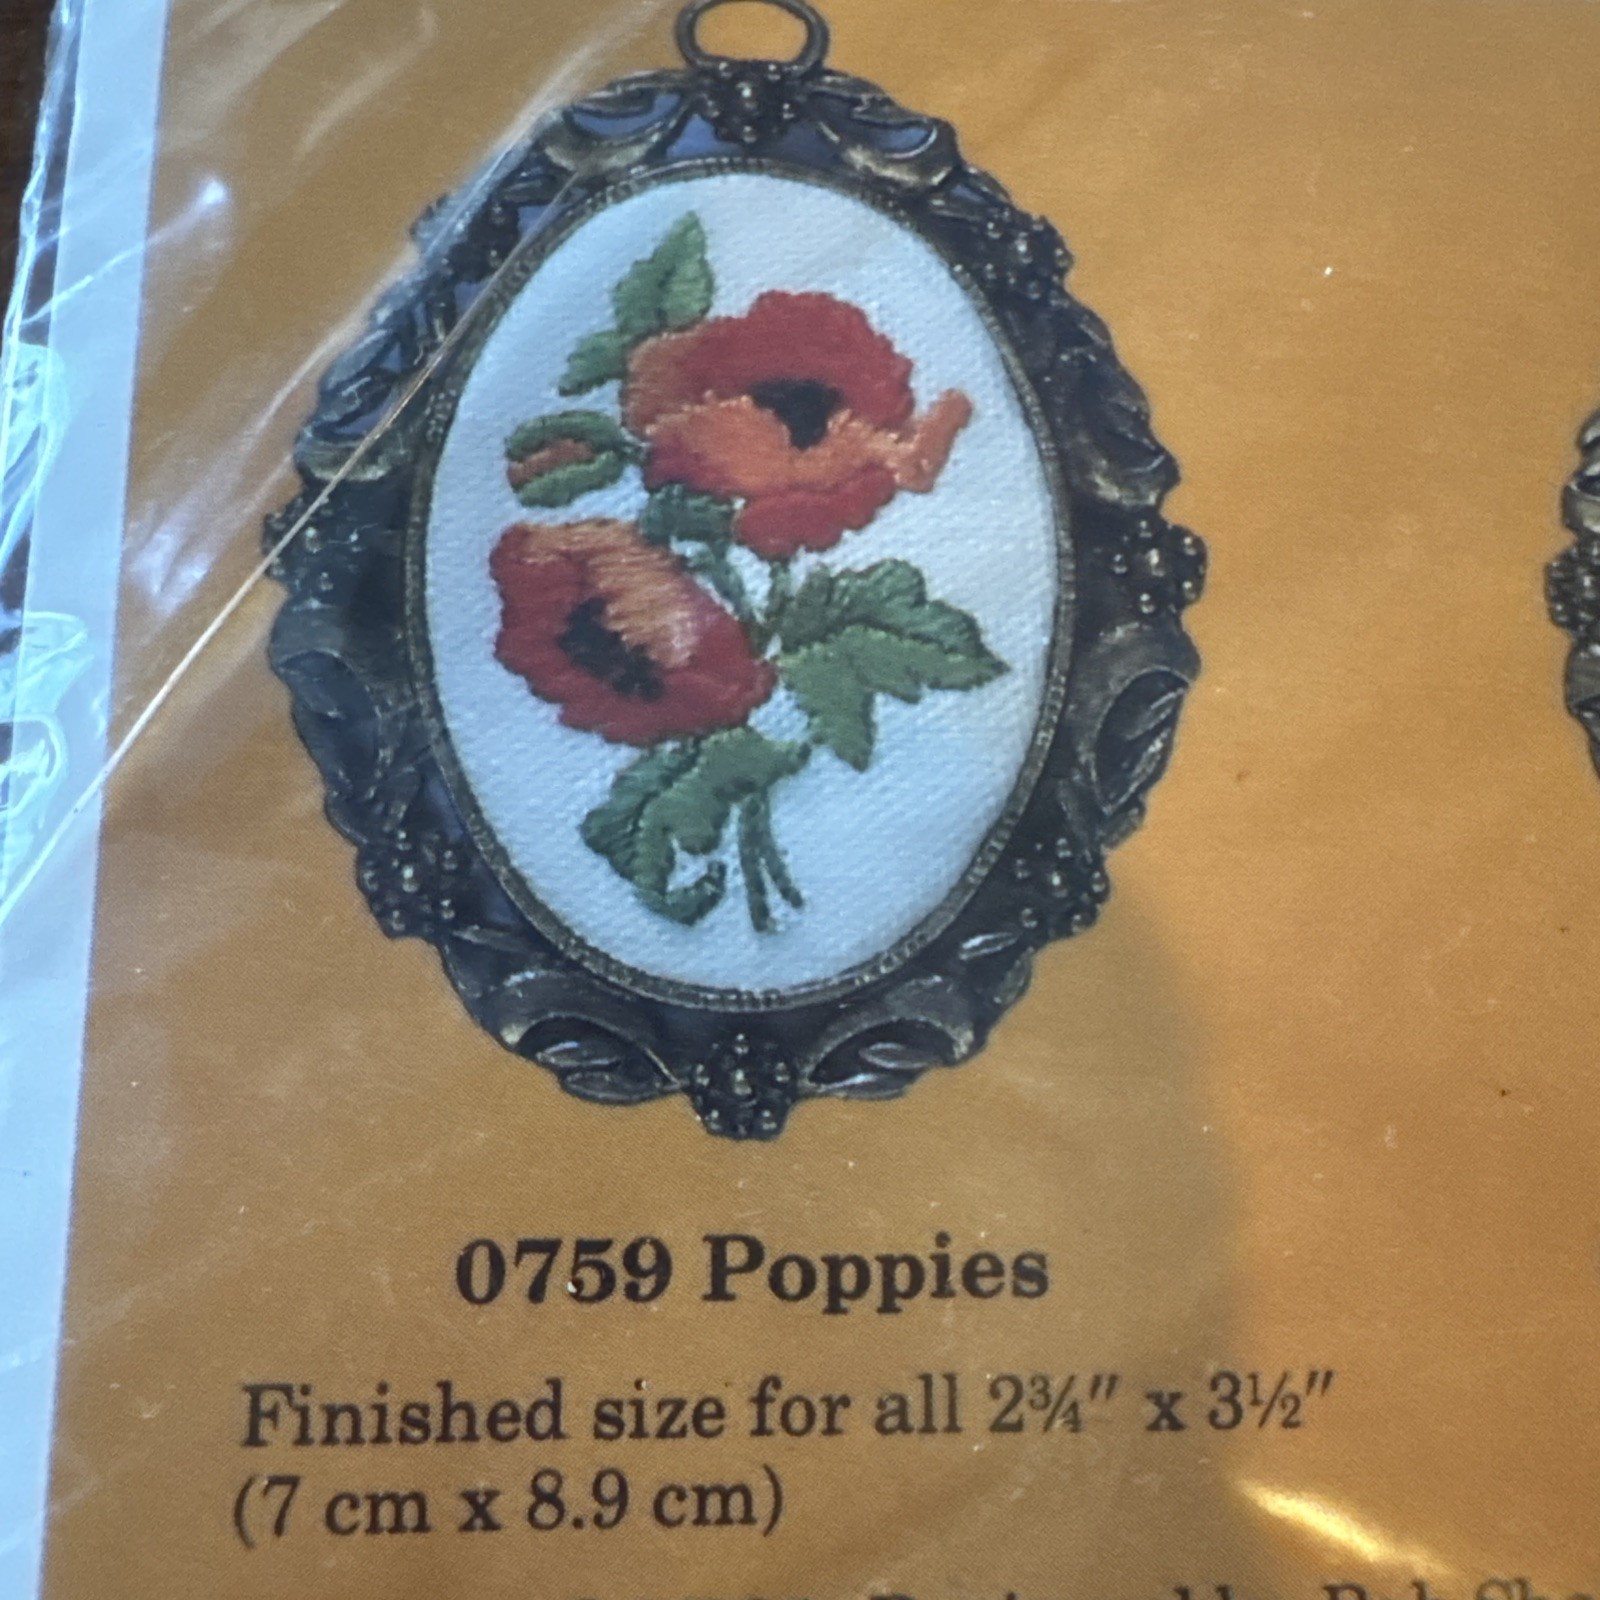 0759 Poppies
Finished size for all 2¾" x 3½"
(7 cm x 8.9 cm)